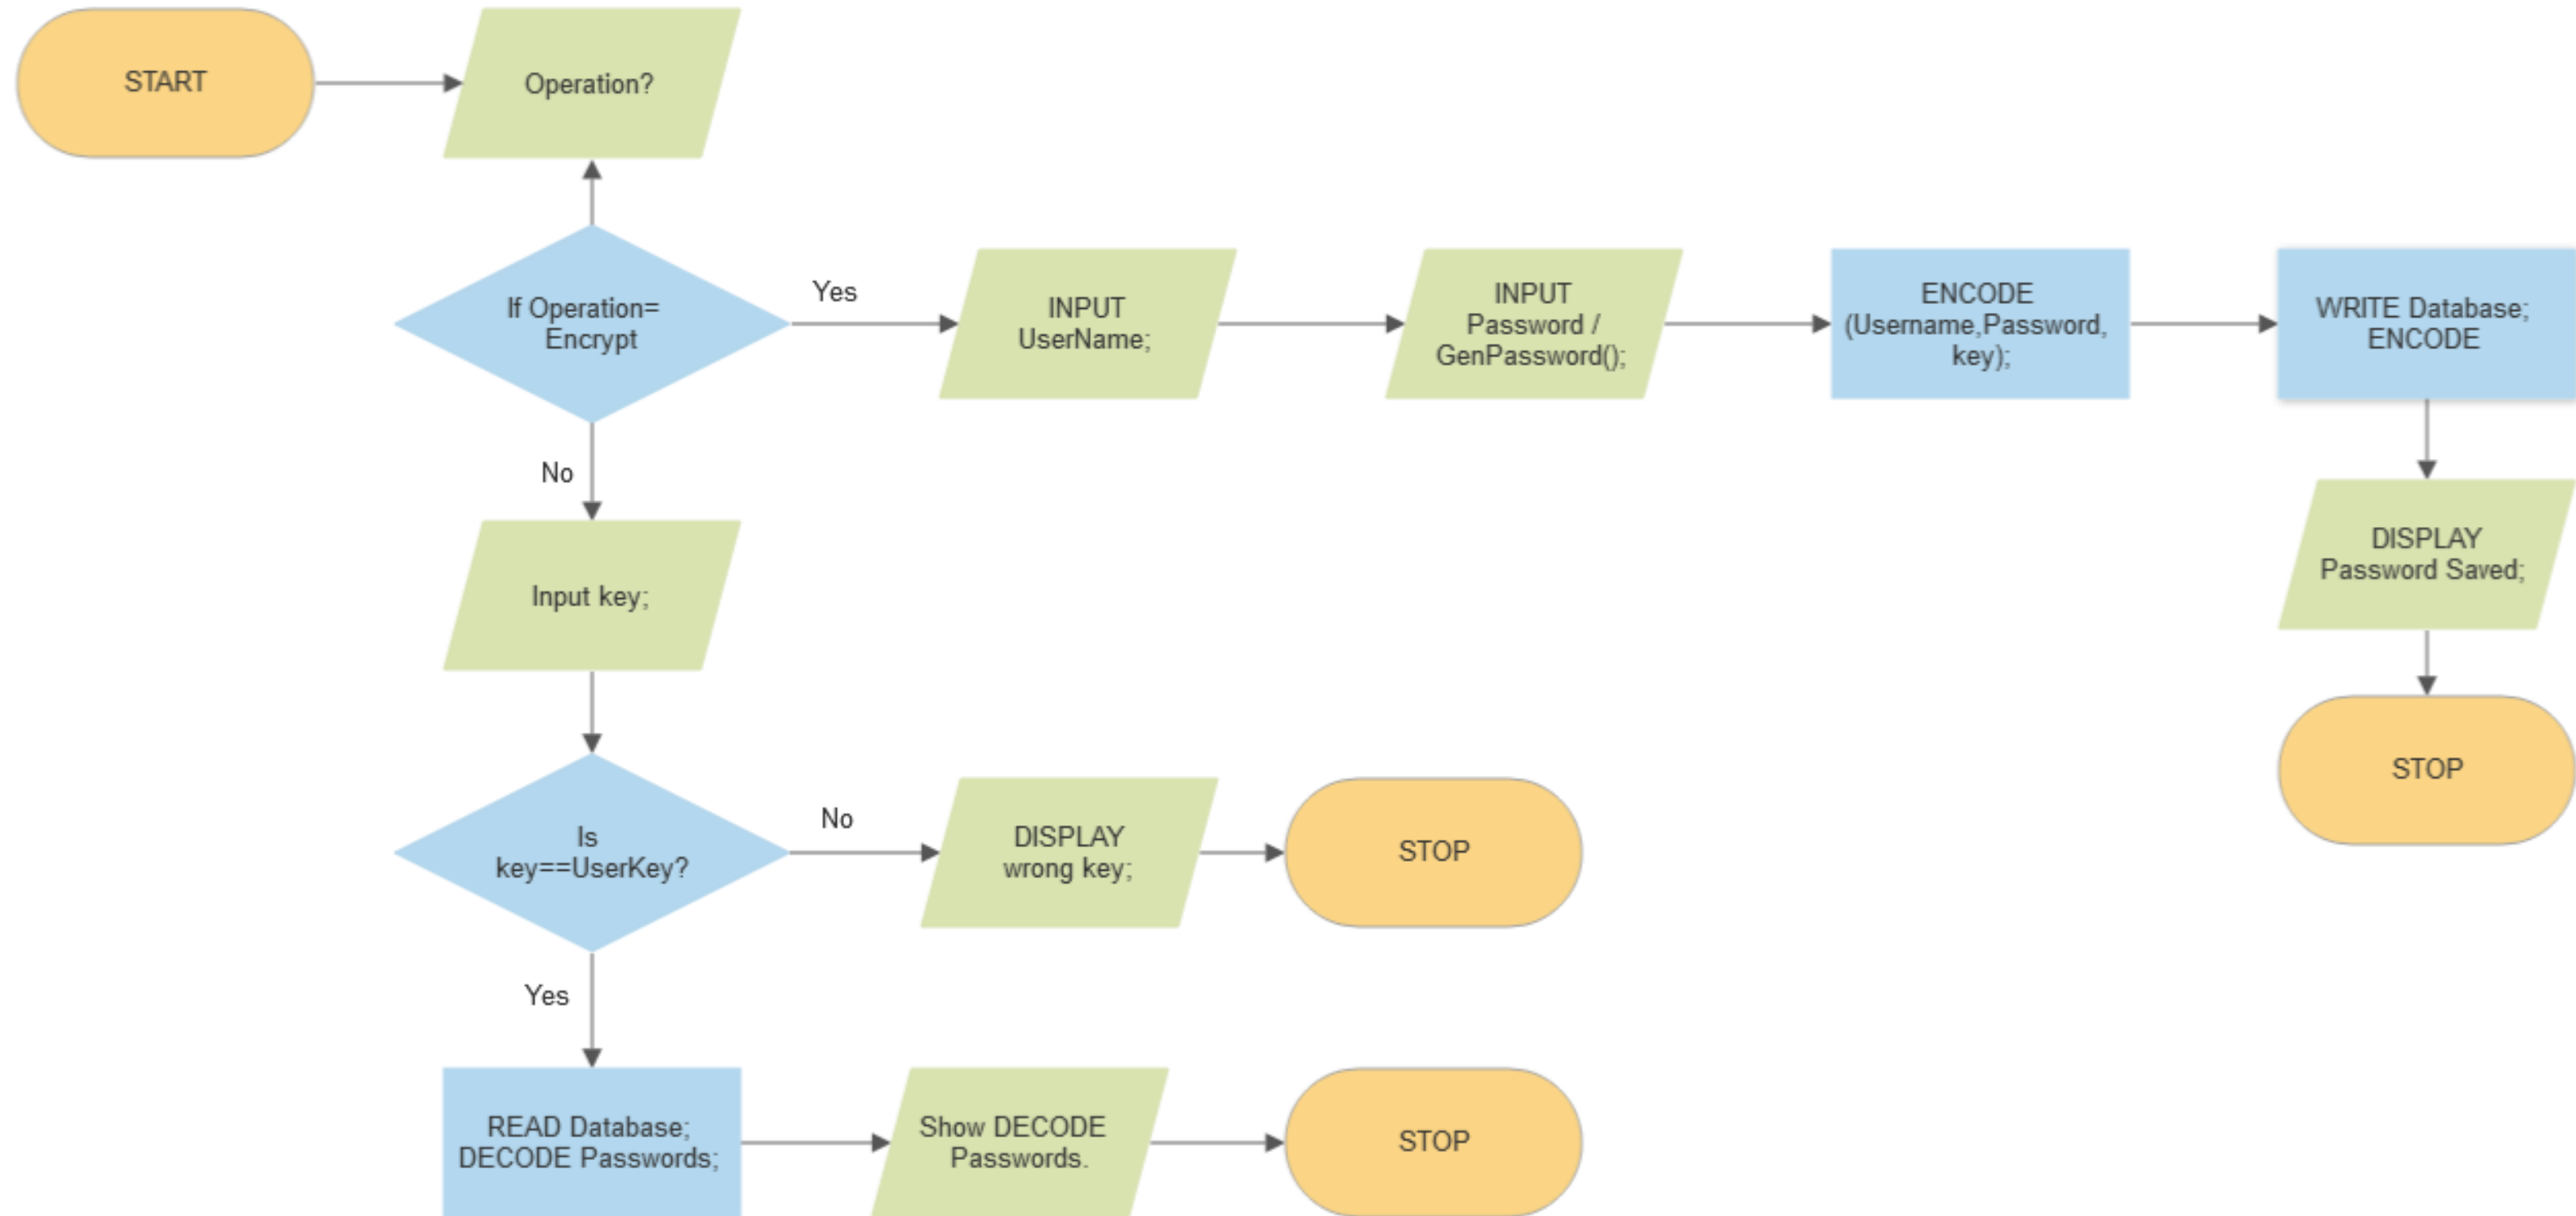 START
Operation?
If Operation=
Encrypt
Yes
INPUT
UserName;
INPUT
Password /
GenPassword();
ENCODE
(Username,Password,
key);
WRITE Database;
ENCODE
DISPLAY
Password Saved;
STOP
No
Input key;
Is
key==UserKey?
No
DISPLAY
wrong key;
STOP
Yes
READ Database;
DECODE Passwords;
Show DECODE
Passwords.
STOP